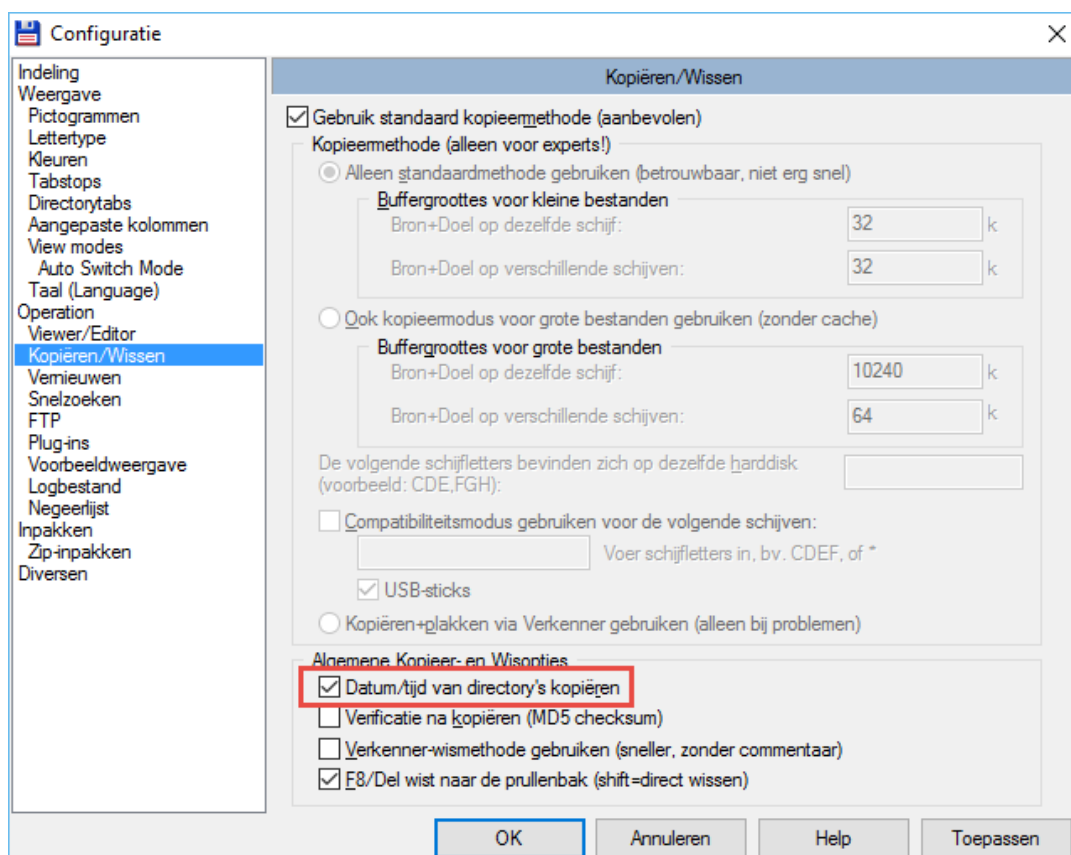 Configuratie
Indeling
Weergave
Pictogrammen
Lettertype
Kleuren
Tabstops
Directorytabs
Aangepaste kolommen
View modes
Auto Switch Mode
Taal (Language)
Operation
Viewer/Editor
Kopiëren/Wissen
Vernieuwen
Snelzoeken
FTP
Plug-ins
Voorbeeldweergave
Logbestand
Negeerlijst
Inpakken
Zip-inpakken
Diversen
Kopiëren/Wissen
Gebruik standaard kopieermethode (aanbevolen)
Kopieermethode (alleen voor experts!)
Alleen standaardmethode gebruiken (betrouwbaar, niet erg snel)
Buffergroottes voor kleine bestanden
Bron+Doel op dezelfde schijf: 32 k
Bron+Doel op verschillende schijven: 32 k
Ook kopieermodus voor grote bestanden gebruiken (zonder cache)
Buffergroottes voor grote bestanden
Bron+Doel op dezelfde schijf: 10240 k
Bron+Doel op verschillende schijven: 64 k
De volgende schijfletters bevinden zich op dezelfde harddisk
(voorbeeld: CDE,FGH):
Compatibiliteitsmodus gebruiken voor de volgende schijven:
Voer schijfletters in, bv. CDEF, of *
USB-sticks
Kopiëren+plakken via Verkenner gebruiken (alleen bij problemen)
Algemene Kopieer- en Wisopties
Datum/tijd van directory's kopiëren
Verificatie na kopiëren (MD5 checksum)
Verkenner-wismethode gebruiken (sneller, zonder commentaar)
F8/Del wist naar de prullenbak (shift=direct wissen)
OK Annuleren Help Toepassen